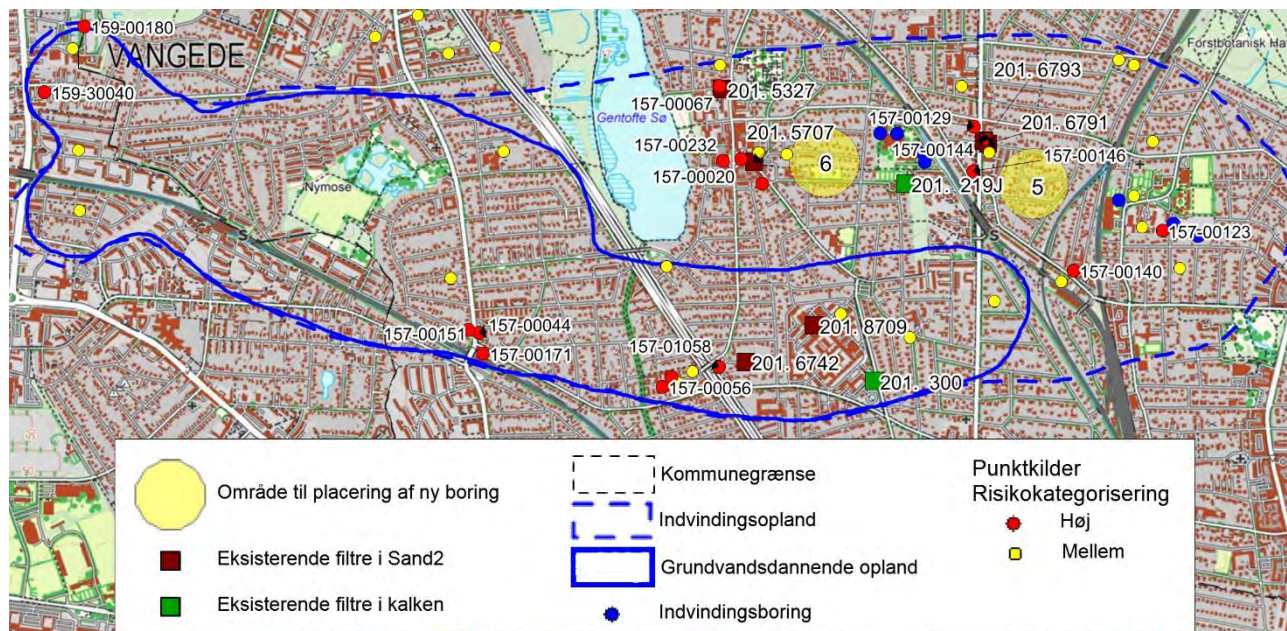 159-00180
VANGEDE
159-30040
Nymose
Gentofte Sø
Forstbotanisk Ha
201. 6793
157-00067
201. 5327
157-00129
201. 6791
157-00232
201. 5707
157-00144
157-00146
157-00020
6
201. 219J
5
S
S
157-00123
157-00140
157-00151
157-00044
157-00171
157-01058
201. 8709
201. 6742
157-00056
201. 300
50
50
50
Område til placering af ny boring
Eksisterende filtre i Sand2
Eksisterende filtre i kalken
Kommunegrænse
Indvindingsopland
Grundvandsdannende opland
Indvindingsboring
Punktkilder
Risikokategorisering
Høj
Mellem